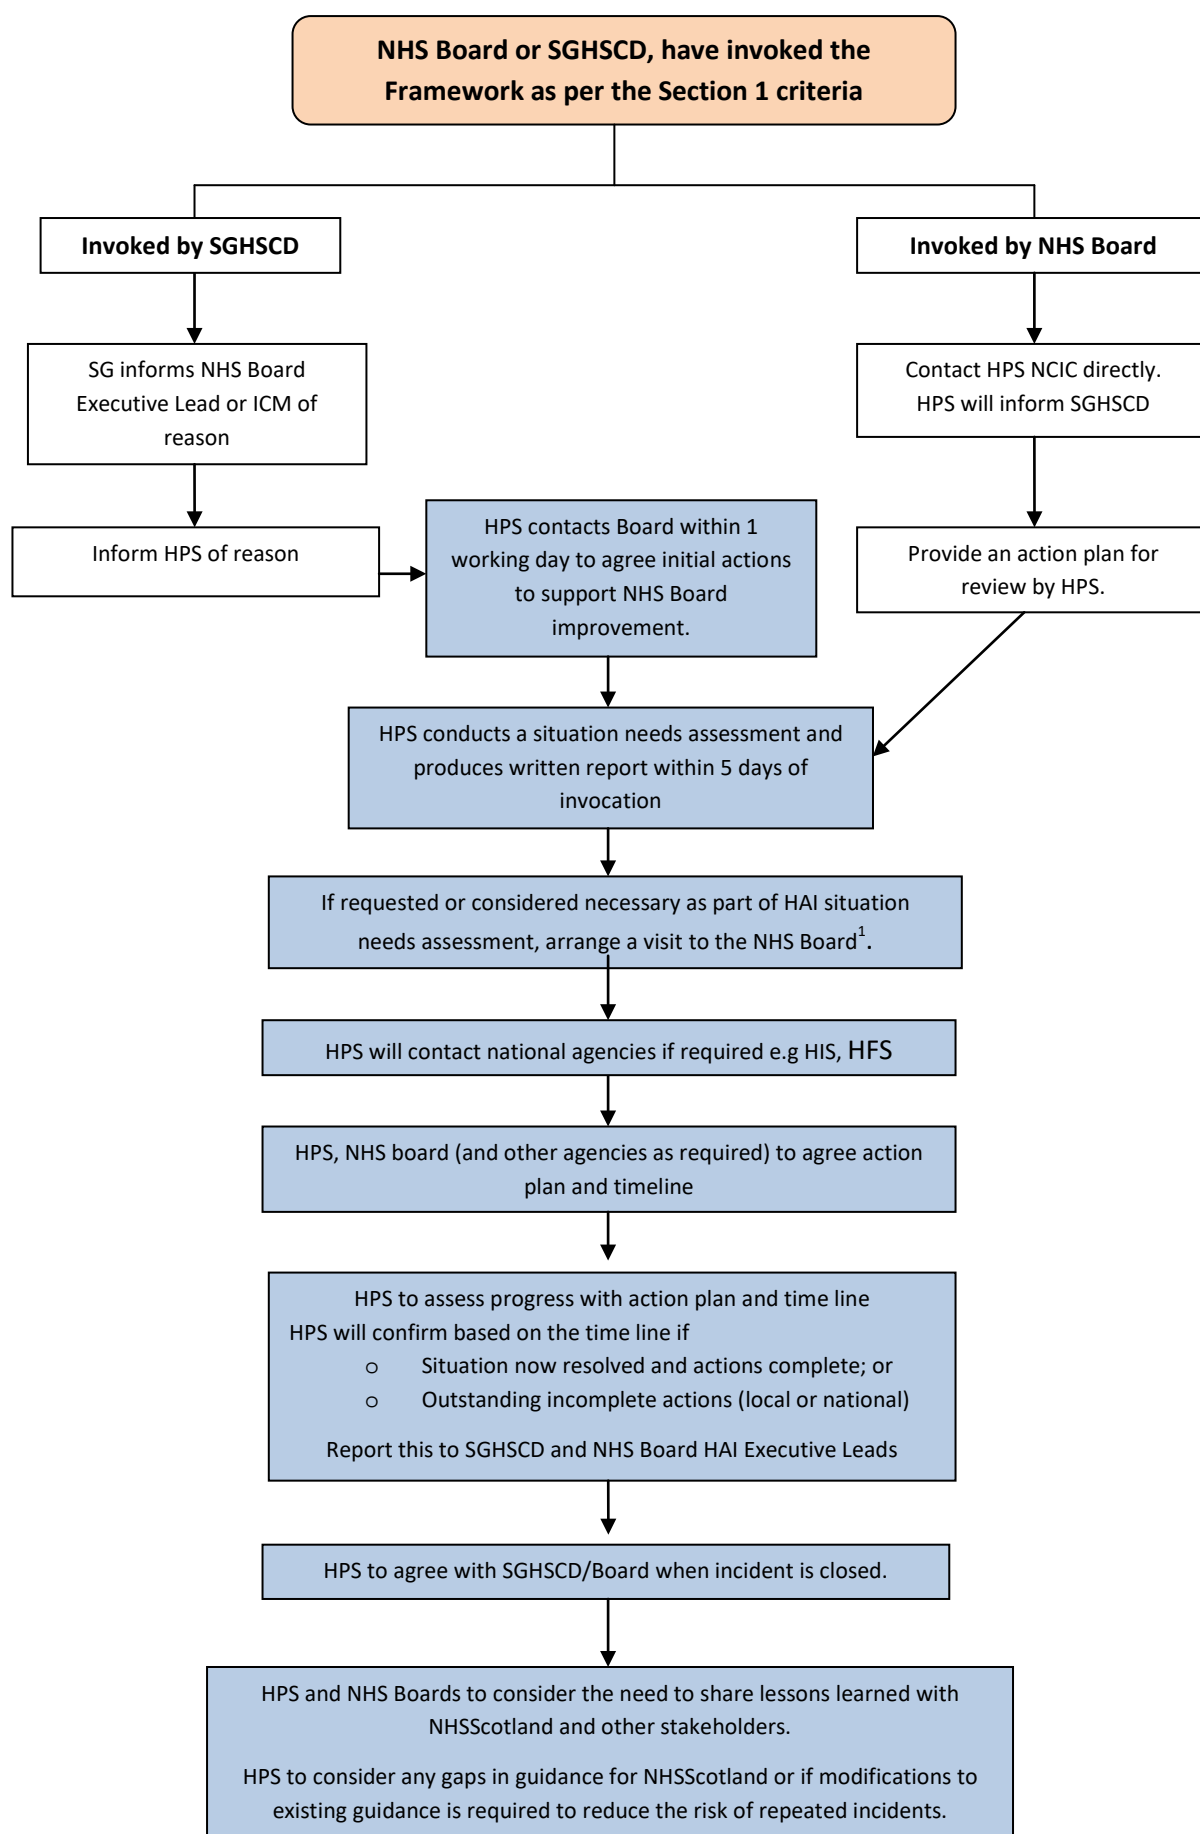 NHS Board or SGHSCD, have invoked the
Framework as per the Section 1 criteria
Invoked by SGHSCD
Invoked by NHS Board
SG informs NHS Board
Executive Lead or ICM of
reason
Contact HPS NCIC directly.
HPS will inform SGHSCD
Inform HPS of reason
HPS contacts Board within 1
working day to agree initial actions
to support NHS Board
improvement.
Provide an action plan for
review by HPS.
HPS conducts a situation needs assessment and
produces written report within 5 days of
invocation
If requested or considered necessary as part of HAI situation
needs assessment, arrange a visit to the NHS Board¹.
HPS will contact national agencies if required e.g HIS, HFS
HPS, NHS board (and other agencies as required) to agree action
plan and timeline
HPS to assess progress with action plan and time line
HPS will confirm based on the time line if
o Situation now resolved and actions complete; or
o Outstanding incomplete actions (local or national)
Report this to SGHSCD and NHS Board HAI Executive Leads
HPS to agree with SGHSCD/Board when incident is closed.
HPS and NHS Boards to consider the need to share lessons learned with
NHSScotland and other stakeholders.
HPS to consider any gaps in guidance for NHSScotland or if modifications to
existing guidance is required to reduce the risk of repeated incidents.